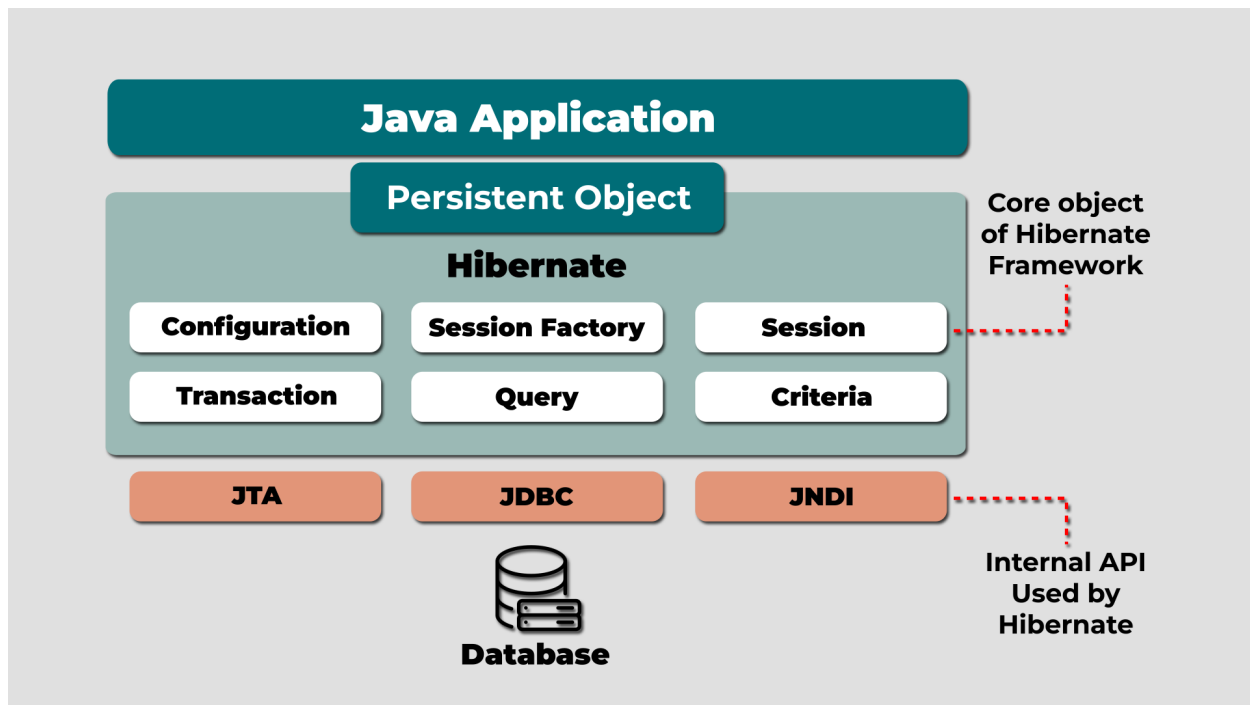 Java Application
Persistent Object
Hibernate
Core object
of Hibernate
Framework
Configuration
Session Factory
Session
Transaction
Query
Criteria
JTA
JDBC
JNDI
Internal API
Used by
Hibernate
Database